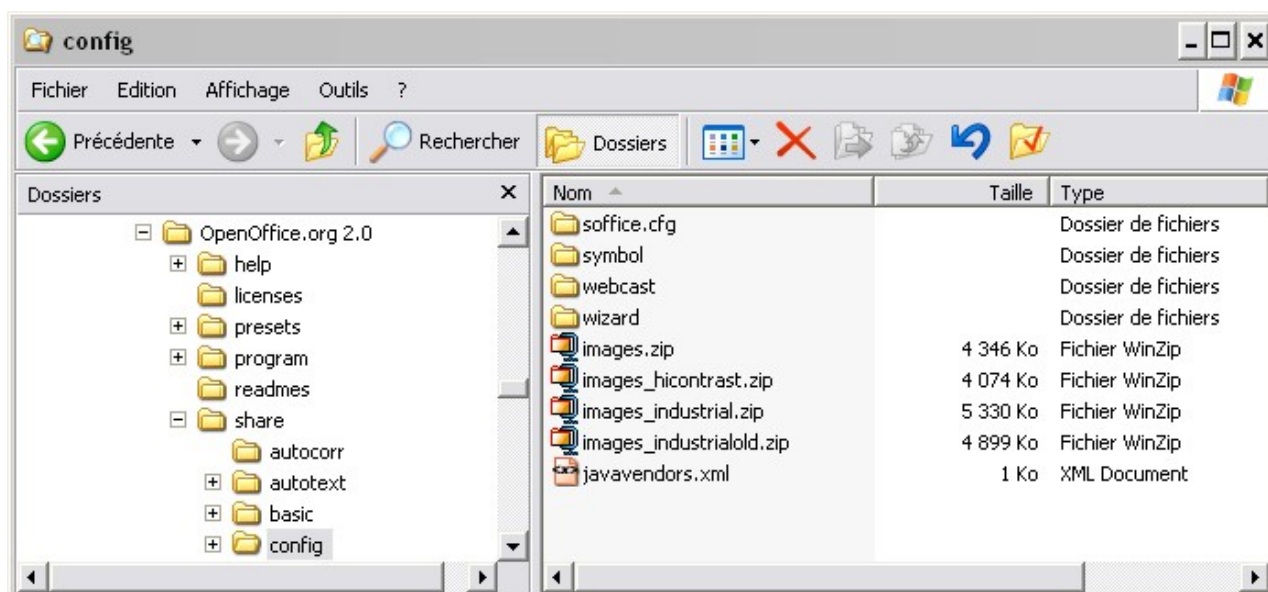 config
Fichier Edition Affichage Outils ?
Précédente Rechercher Dossiers
Dossiers
OpenOffice.org 2.0
help
licenses
presets
program
readmes
share
autocorr
autotext
basic
config
Nom Taille Type
soffice.cfg Dossier de fichiers
symbol Dossier de fichiers
webcast Dossier de fichiers
wizard Dossier de fichiers
images.zip 4 346 Ko Fichier WinZip
images_hicontrast.zip 4 074 Ko Fichier WinZip
images_industrial.zip 5 330 Ko Fichier WinZip
images_industrialold.zip 4 899 Ko Fichier WinZip
javavendors.xml 1 Ko XML Document